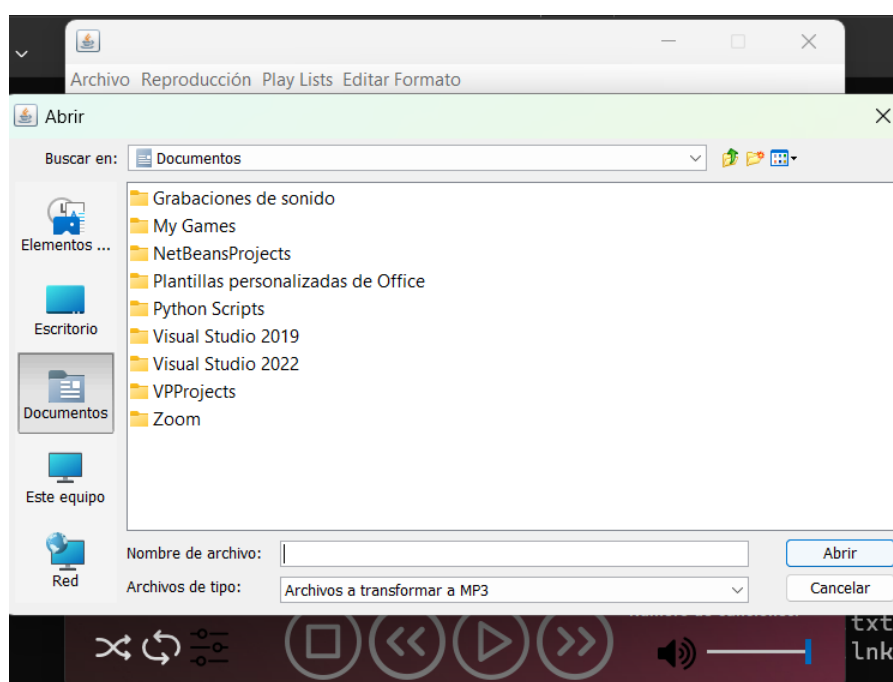 Archivo Reproducción Play Lists Editar Formato
Abrir
Buscar en: Documentos
Grabaciones de sonido
My Games
NetBeansProjects
Plantillas personalizadas de Office
Python Scripts
Visual Studio 2019
Visual Studio 2022
VPProjects
Zoom
Elementos ...
Escritorio
Documentos
Este equipo
Red
Nombre de archivo: Abrir
Archivos de tipo: Archivos a transformar a MP3 Cancelar
txt
lnk